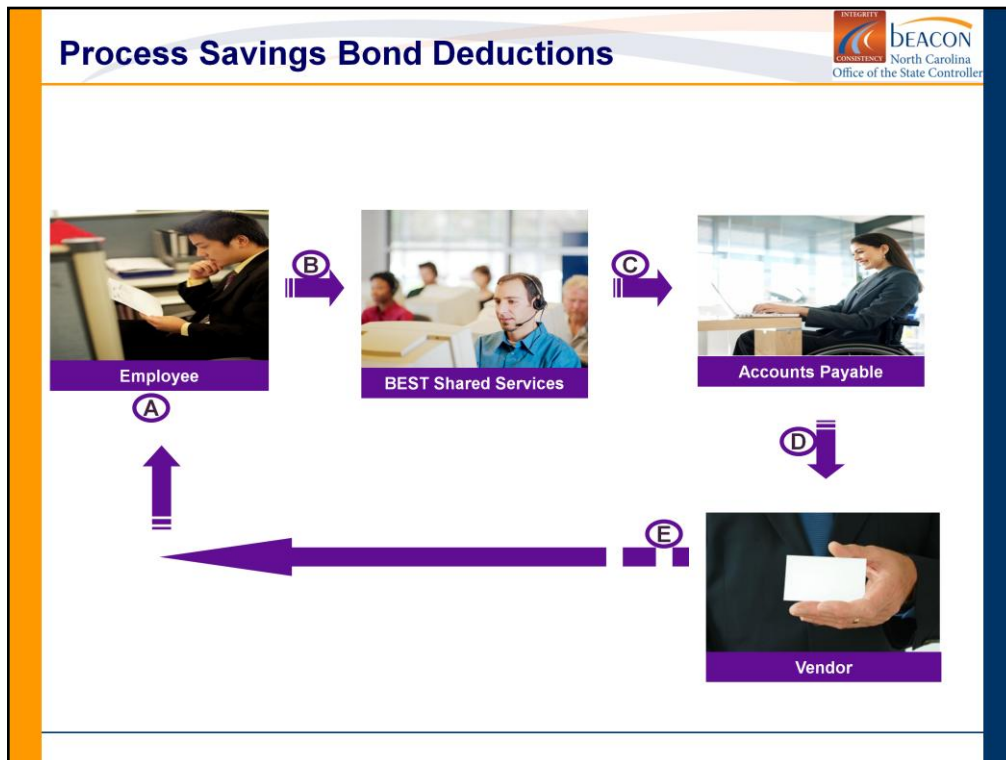 Process Savings Bond Deductions
INTEGRITY
CONSISTENCY
bEACON
North Carolina
Office of the State Controller
B
C
Employee
BEST Shared Services
Accounts Payable
A
D
E
Vendor